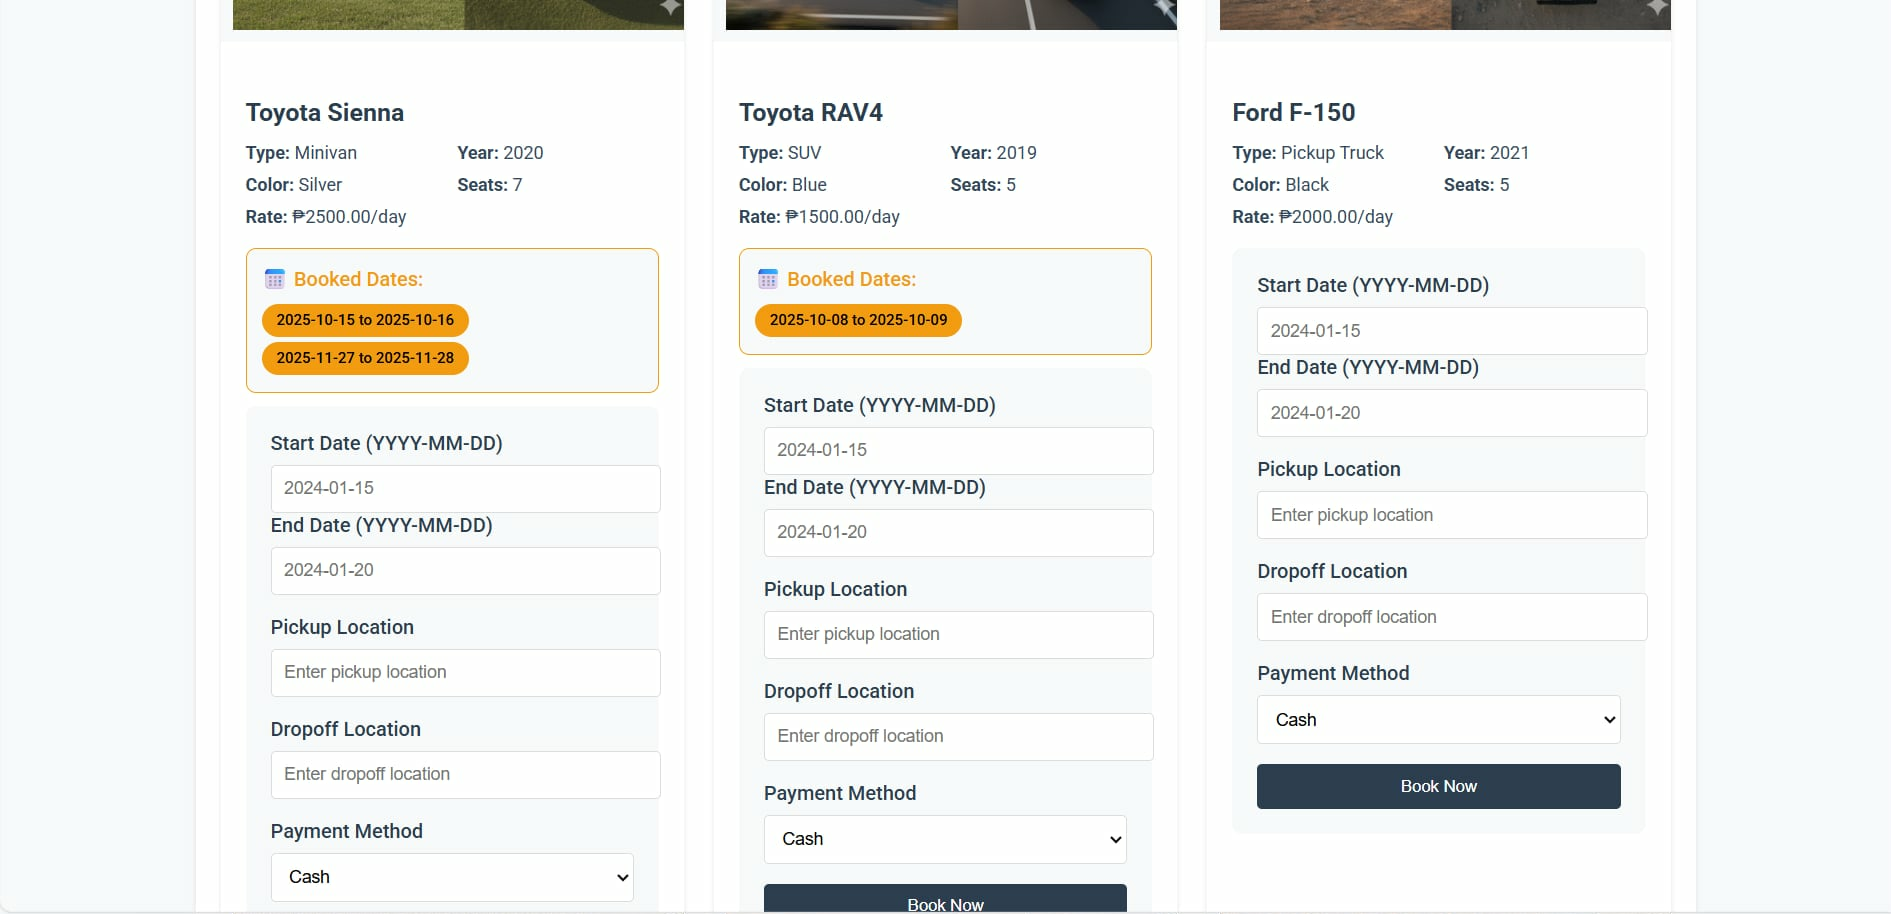 Toyota Sienna
Type: Minivan
Year: 2020
Color: Silver
Seats: 7
Rate: ₱2500.00/day
Booked Dates:
2025-10-15 to 2025-10-16
2025-11-27 to 2025-11-28
Start Date (YYYY-MM-DD)
2024-01-15
End Date (YYYY-MM-DD)
2024-01-20
Pickup Location
Enter pickup location
Dropoff Location
Enter dropoff location
Payment Method
Cash
Toyota RAV4
Type: SUV
Year: 2019
Color: Blue
Seats: 5
Rate: ₱1500.00/day
Booked Dates:
2025-10-08 to 2025-10-09
Start Date (YYYY-MM-DD)
2024-01-15
End Date (YYYY-MM-DD)
2024-01-20
Pickup Location
Enter pickup location
Dropoff Location
Enter dropoff location
Payment Method
Cash
Book Now
Ford F-150
Type: Pickup Truck
Year: 2021
Color: Black
Seats: 5
Rate: ₱2000.00/day
Start Date (YYYY-MM-DD)
2024-01-15
End Date (YYYY-MM-DD)
2024-01-20
Pickup Location
Enter pickup location
Dropoff Location
Enter dropoff location
Payment Method
Cash
Book Now